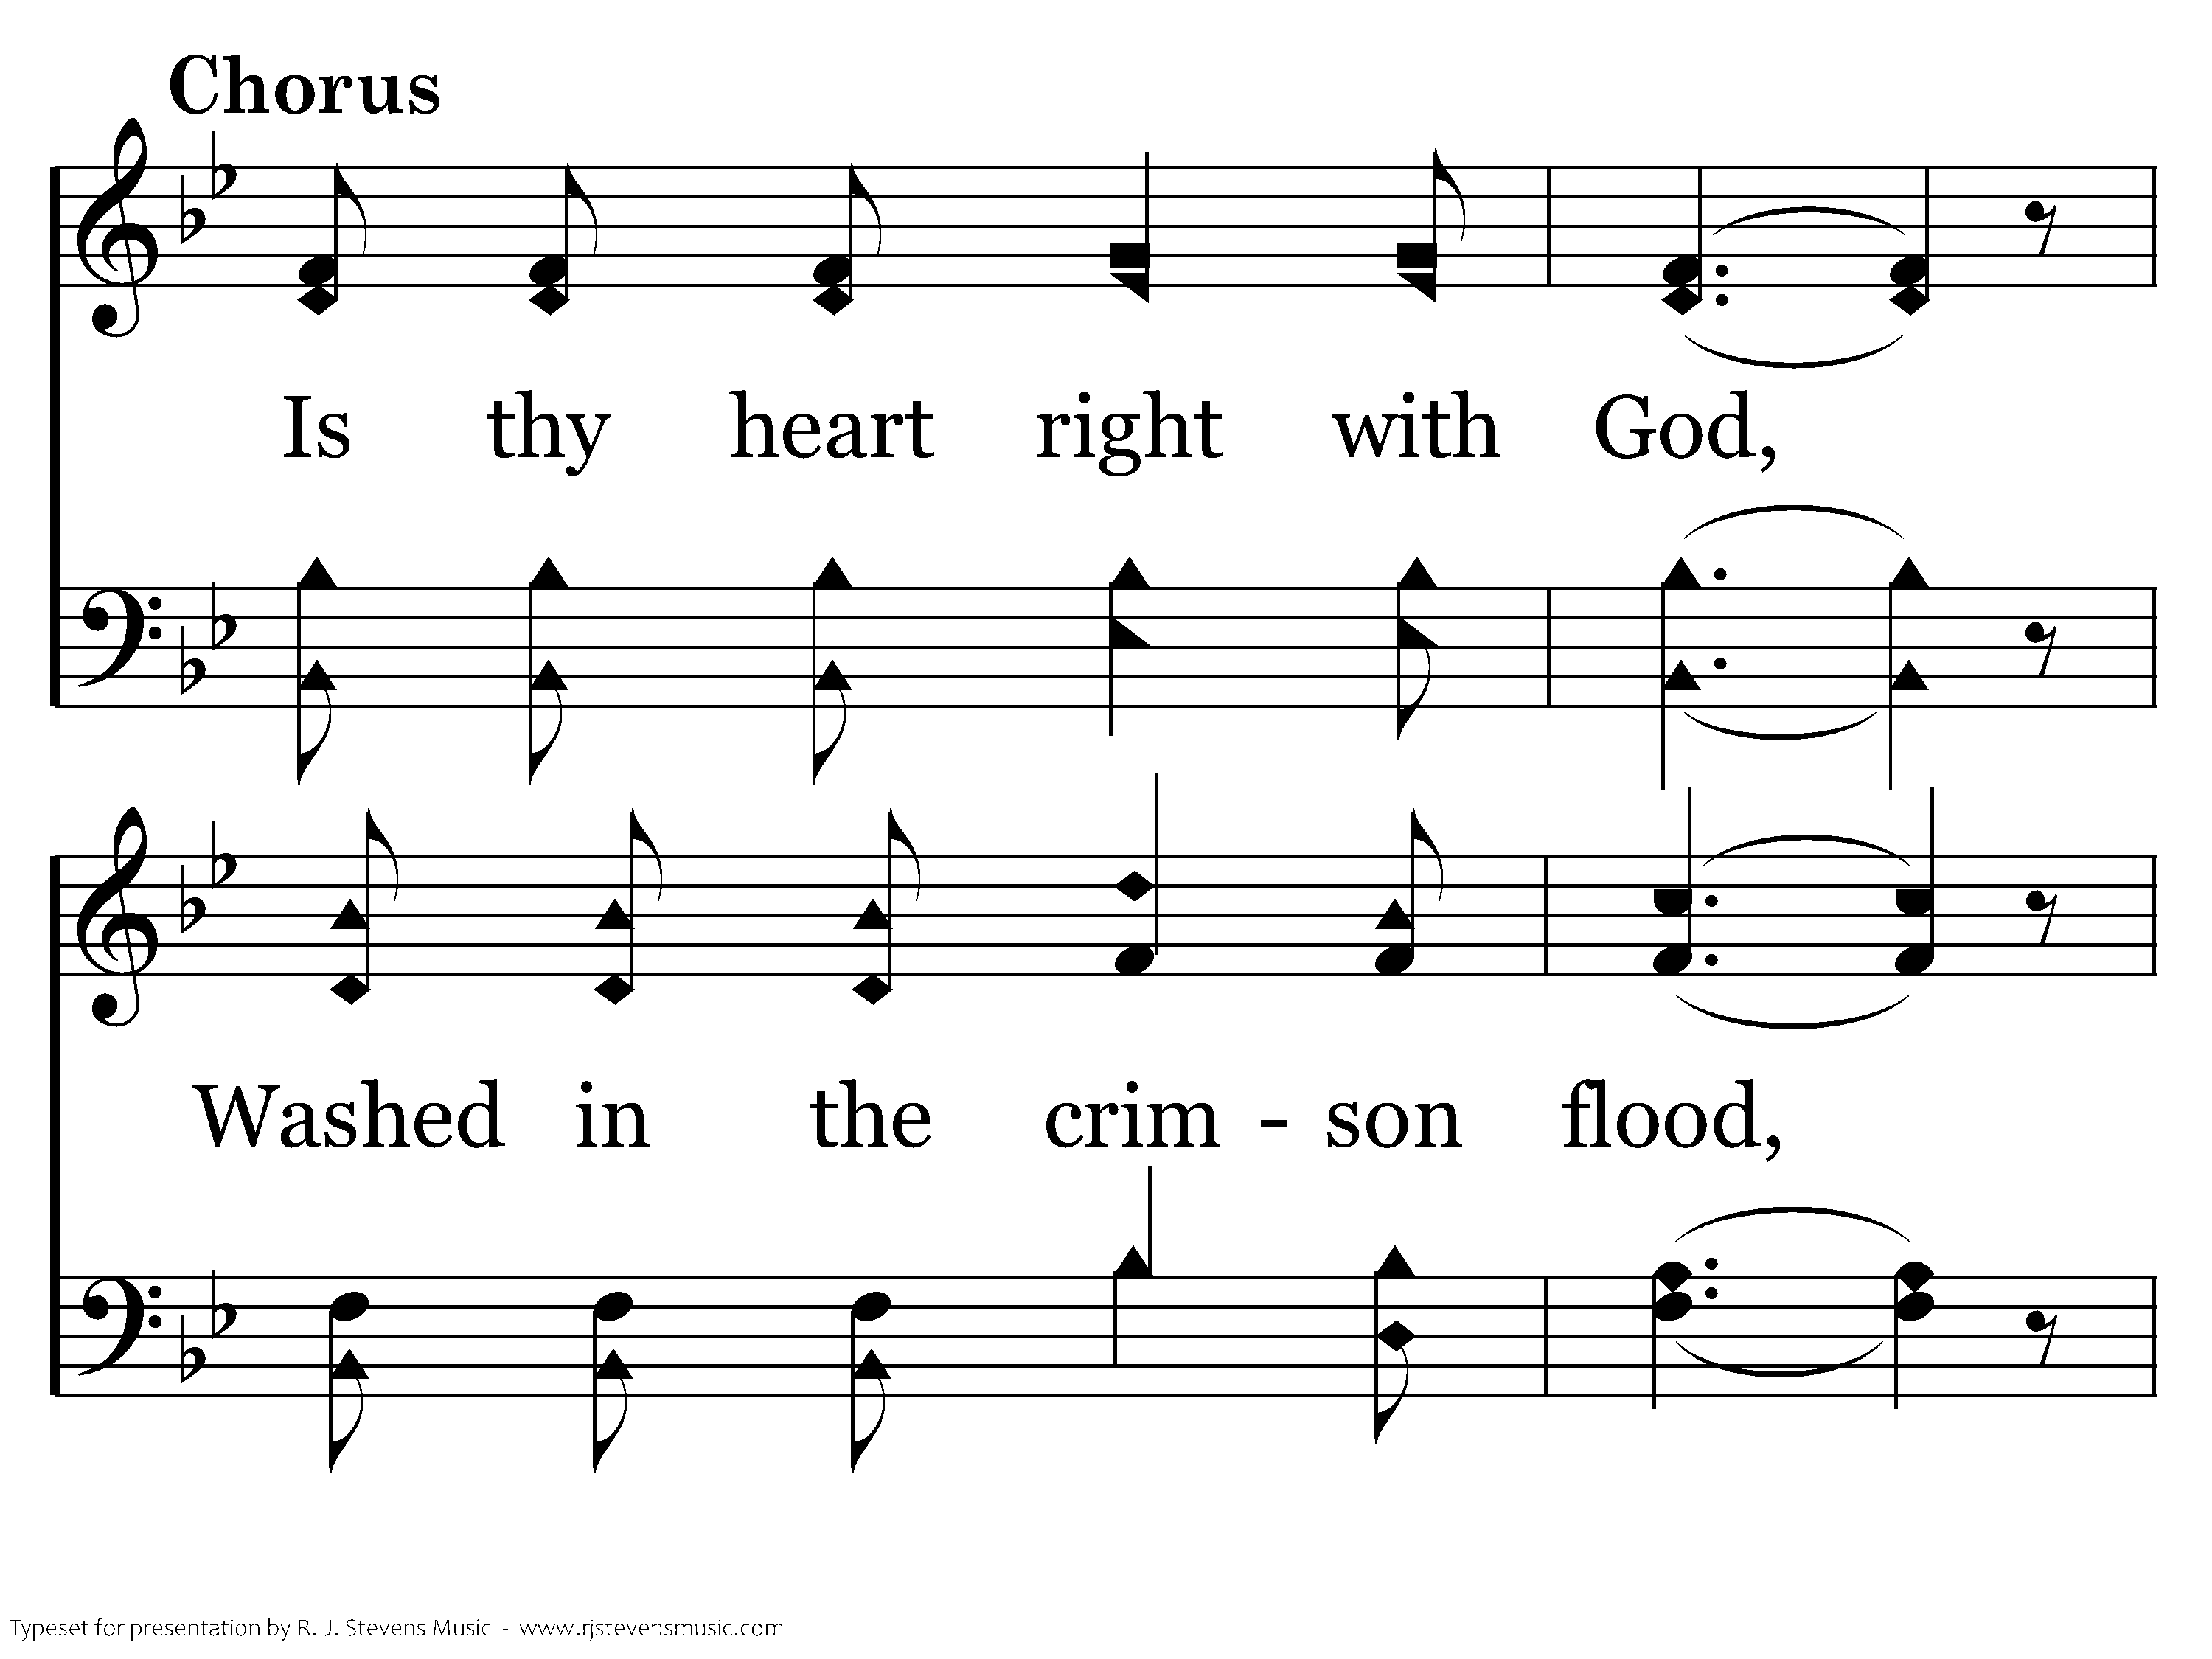 Chorus
Is thy heart right with God,
Washed in the crim - son flood,
Typeset for presentation by R. J. Stevens Music - www.rjstevensmusic.com